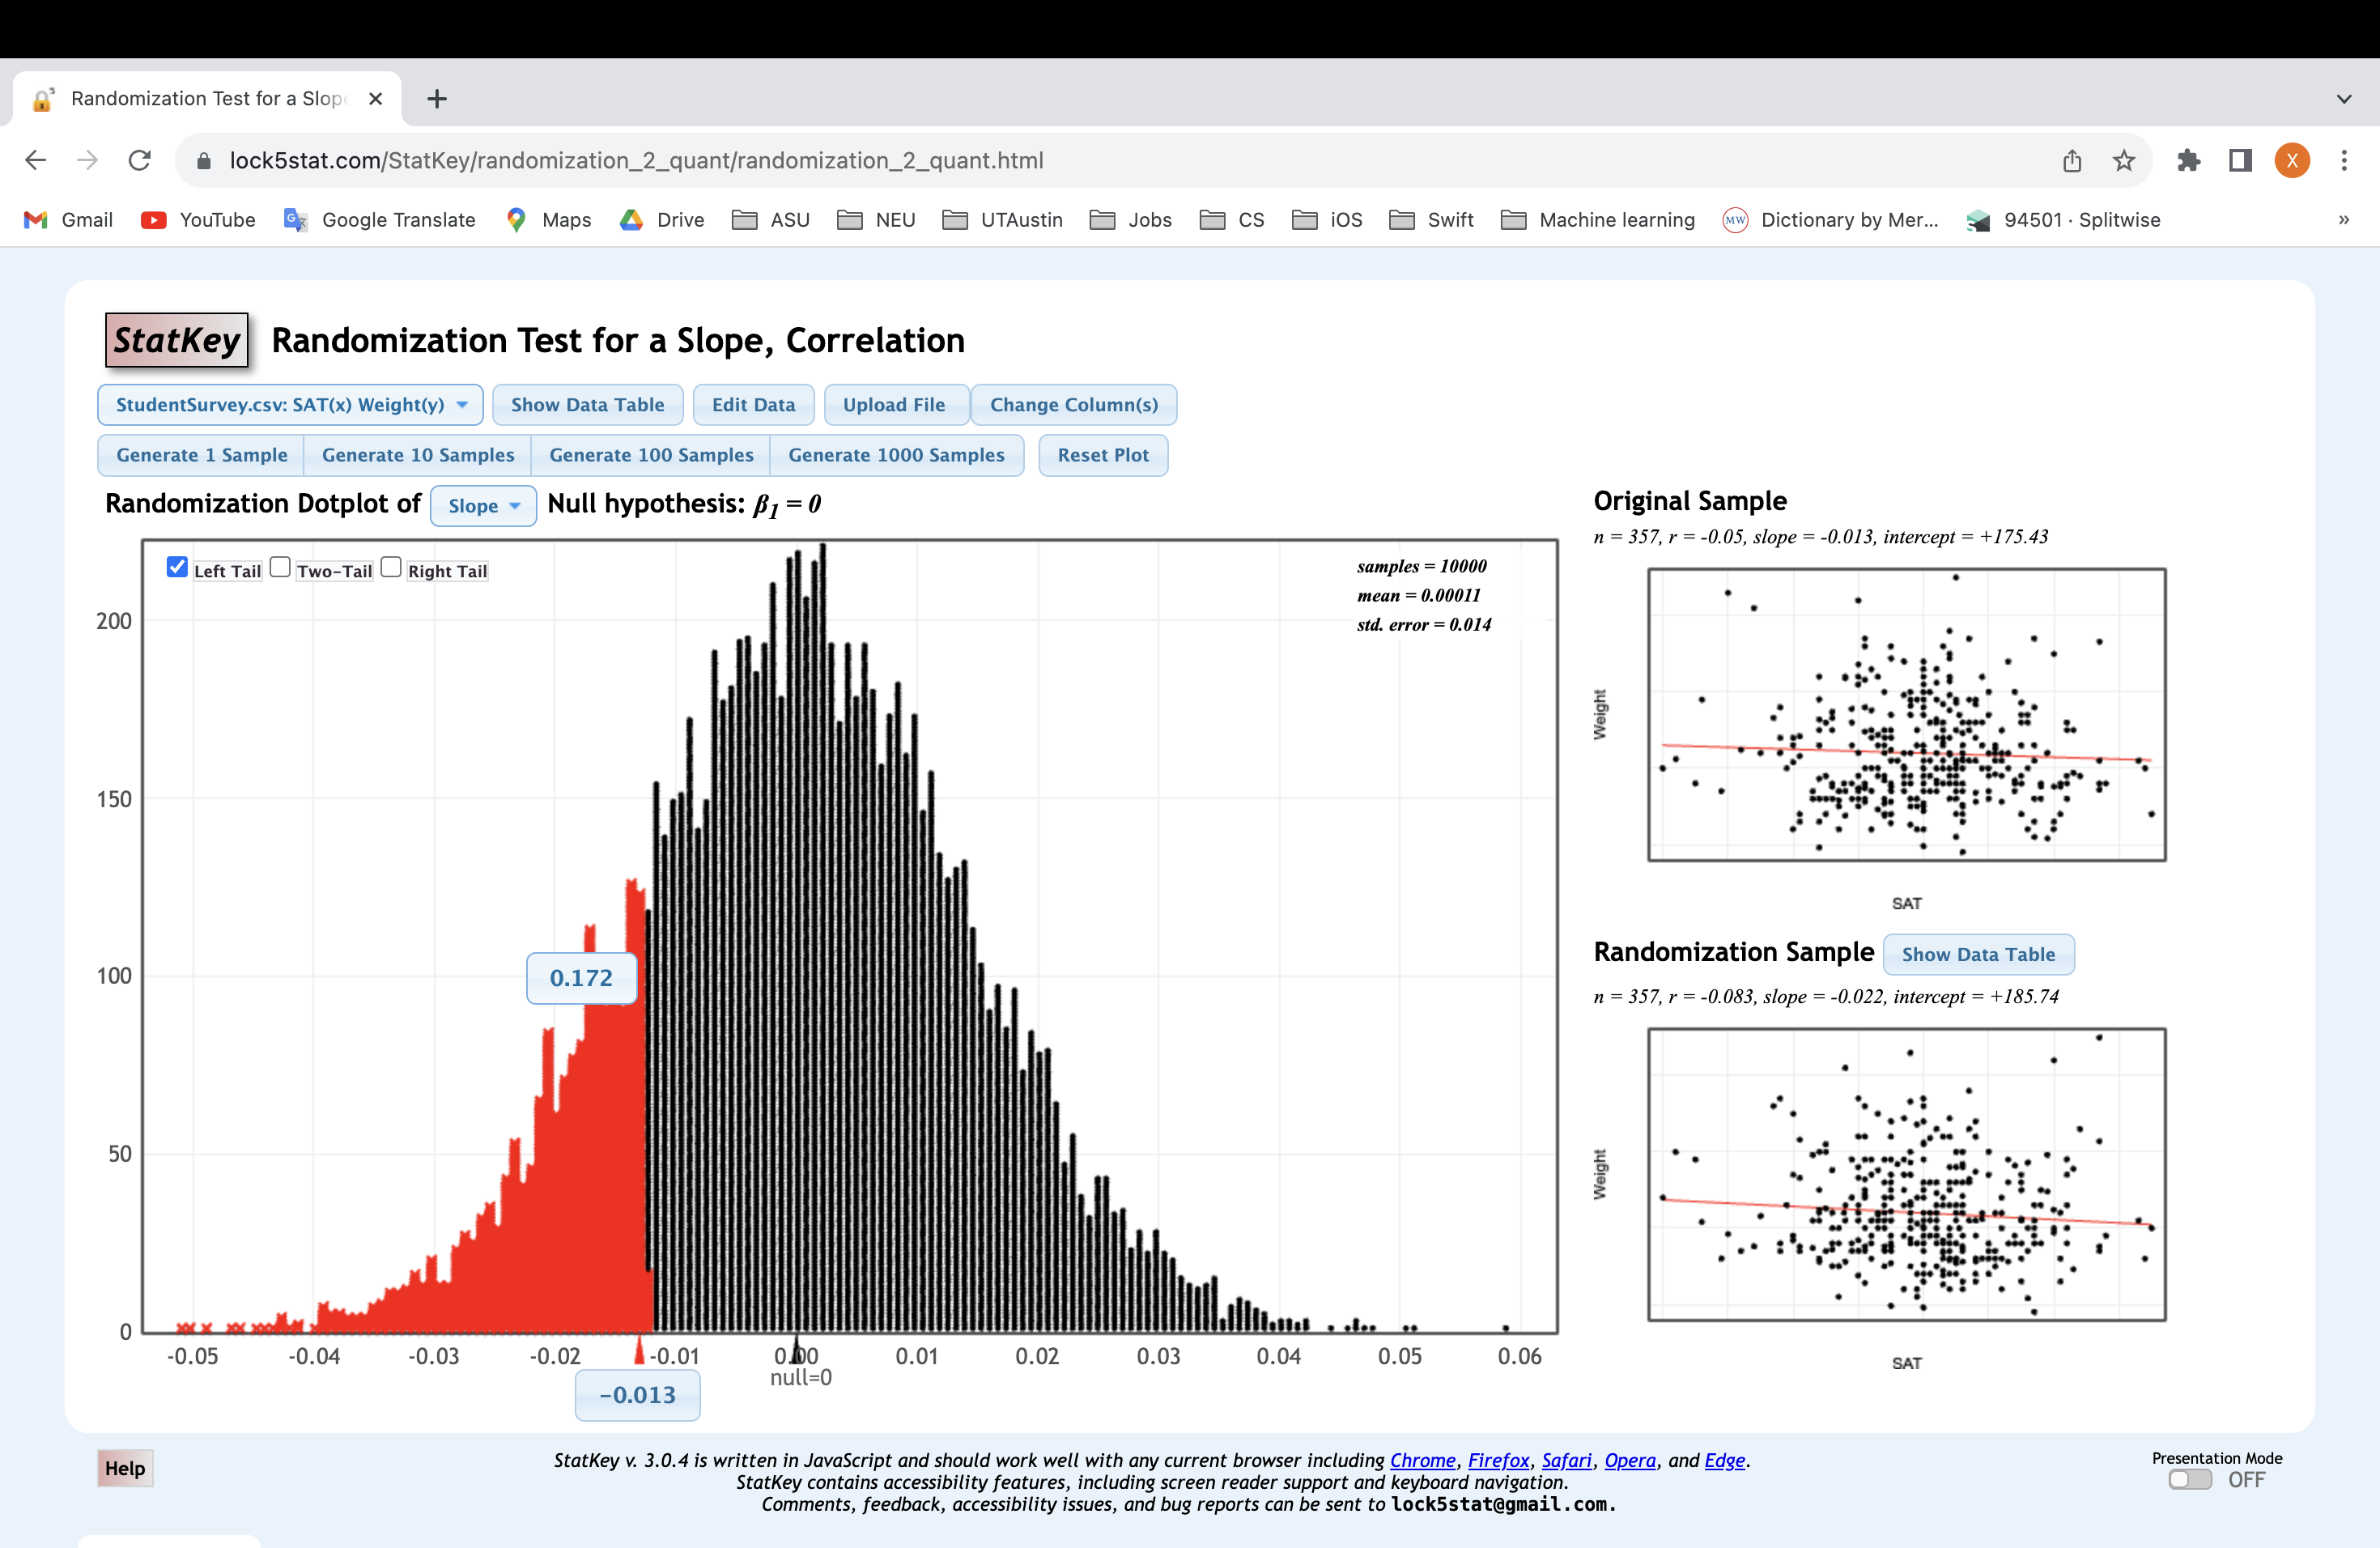 Randomization Test for a Slop
lock5stat.com/StatKey/randomization_2_quant/randomization_2_quant.html
X
Gmail YouTube Google Translate Maps Drive ASU NEU UTAustin Jobs CS iOS Swift Machine learning MW Dictionary by Mer... 94501 · Splitwise »
StatKey Randomization Test for a Slope, Correlation
StudentSurvey.csv: SAT(x) Weight(y) Show Data Table Edit Data Upload File Change Column(s)
Generate 1 Sample Generate 10 Samples Generate 100 Samples Generate 1000 Samples Reset Plot
Randomization Dotplot of Slope Null hypothesis: β₁ = 0
Left Tail Two-Tail Right Tail
samples = 10000
mean = 0.00011
std. error = 0.014
200
150
100
50
0
0.172
-0.05 -0.04 -0.03 -0.02 -0.01 0.00 0.01 0.02 0.03 0.04 0.05 0.06
null=0
-0.013
Original Sample
n = 357, r = -0.05, slope = -0.013, intercept = +175.43
Weight
SAT
Randomization Sample Show Data Table
n = 357, r = -0.083, slope = -0.022, intercept = +185.74
Weight
SAT
Help
StatKey v. 3.0.4 is written in JavaScript and should work well with any current browser including Chrome, Firefox, Safari, Opera, and Edge.
StatKey contains accessibility features, including screen reader support and keyboard navigation.
Comments, feedback, accessibility issues, and bug reports can be sent to lock5stat@gmail.com.
Presentation Mode
OFF